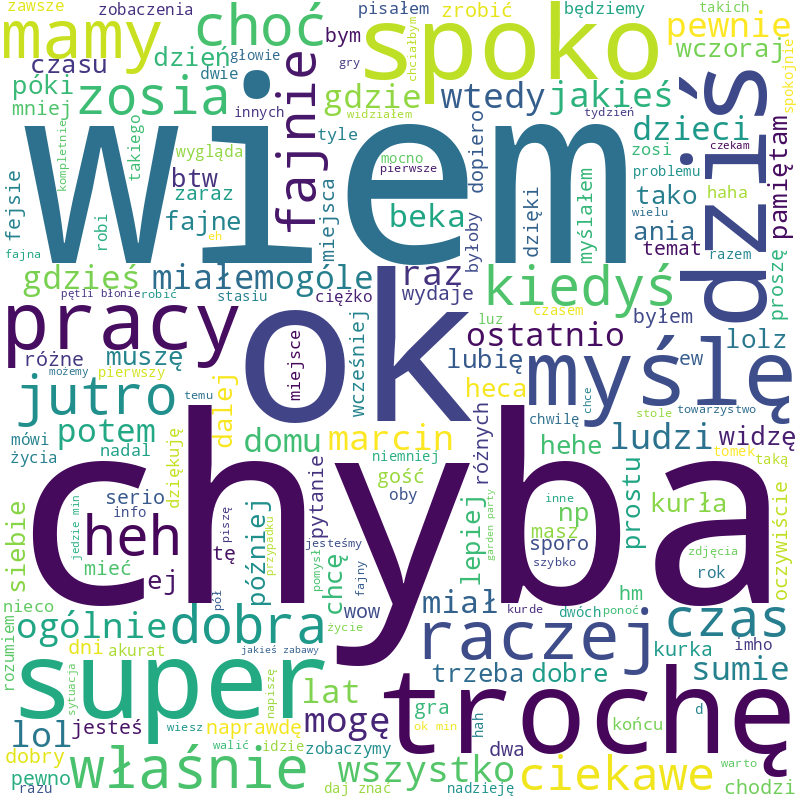 zawsze
zobaczenia
mamy
choć
pisałem
spoko
zrobić
będziemy
takich
pewnie
wczoraj
spokojnie
czasu
dzień
głowie
dwie
bym
gry
chciałbym
póki
mniej
zosia
innych
fajnie
gdzie
widziałem
wtedy
jakieś
tydzień
dzieci
dziś
wiem
kompletnie
takiego
wygląda
tyle
mocno
pierwsze
dopiero
zosi
czekam
problemu
pamiętam
fejsie
btw
zaraz
fajne
miejsca
beka
byłoby
dzięki
myślałem
tako
wielu
haha
ania
robi
eh
fajna
temat
razem
gdzieś
miałem
ogóle
raz
wydaje
kiedyś
proszę
pętli błonie
robić
stasiu
ciężko
luz
czasem
byłem
pracy
ok
ostatnio
lolz
różne
muszę
miejsce
wcześniej
lubię
myślę
ew
możemy
pierwszy
temu
dalej
heca
chce
jutro
chwilę
stole
towarzystwo
mówi
potem
domu
marcin
różnych
hehe
ludzi
widzę
tomek
taką
życia
nadal
dziękuję
niemniej
chyba
siebie
serio
info
gość
oby
pytanie
lepiej
inne
np
masz
prostu
kurła
oczywiście
jedzie min
heh
tę
piszę
później
jesteśmy
chcę
garden party
sporo
szybko
zdjęcia
rok
mieć
ej
przypadku
pomysł
fajny
wow
hm
nieco
rozumiem
ogólnie
pół
dobra
życie
miał
kurde
dwóch
ponoć
czas
dni
akurat
jakieś zabawy
raczej
kurka
imho
super
sytuacja
napiszę
lat
trzeba
dobre
sumie
lol
jesteś
wiesz
naprawdę
mogę
gra
ok min
hah
trochę
końcu
d
dobry
walić
idzie
zobaczymy
dwa
pewno
właśnie
wszystko
ciekawe
warto
razu
daj znać
nadzieję
chodzi